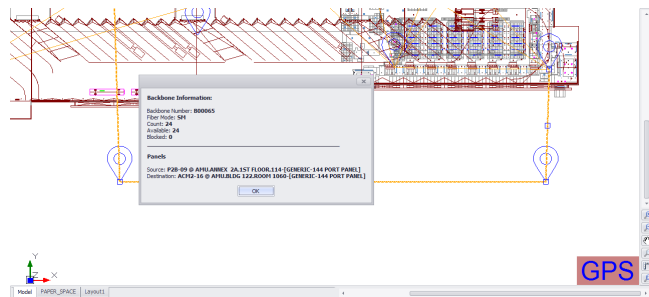 Backbone Information:
Backbone Number: B00065
Fiber Mode: SM
Count: 24
Available: 24
Blocked: 0
Panels
Source: P2B-09 @ AMU.ANNEX 2A.1ST FLOOR.114-[GENERIC-144 PORT PANEL]
Destination: ACM2-16 @ AMU.BLDG 122.ROOM 1060-[GENERIC-144 PORT PANEL]
OK
Y
Z
X
GPS
Model
PAPER_SPACE
Layout1